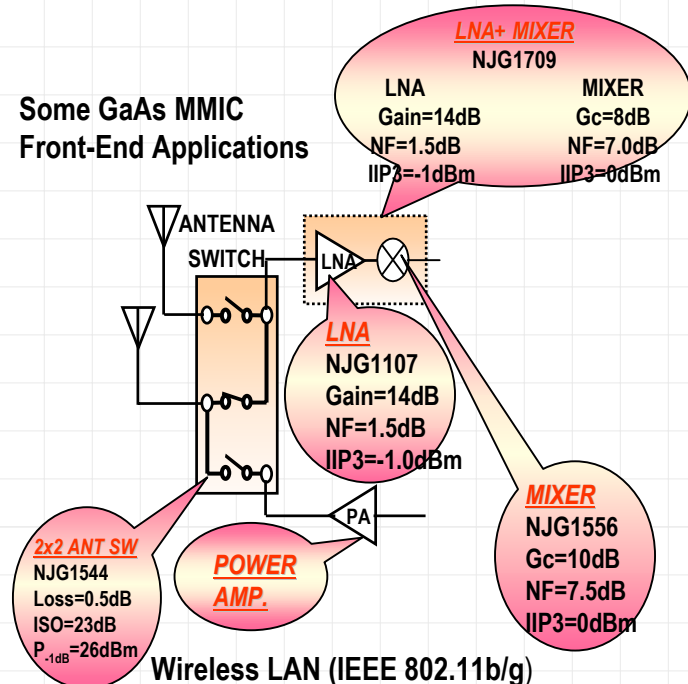 LNA+ MIXER
NJG1709
LNA MIXER
Gain=14dB Gc=8dB
NF=1.5dB NF=7.0dB
IIP3=-1dBm IIP3=0dBm
Some GaAs MMIC
Front-End Applications
ANTENNA
SWITCH
LNA
LNA
NJG1107
Gain=14dB
NF=1.5dB
IIP3=-1.0dBm
MIXER
NJG1556
Gc=10dB
NF=7.5dB
IIP3=0dBm
PA
2x2 ANT SW
NJG1544
Loss=0.5dB
ISO=23dB
P-1dB=26dBm
POWER
AMP.
Wireless LAN (IEEE 802.11b/g)